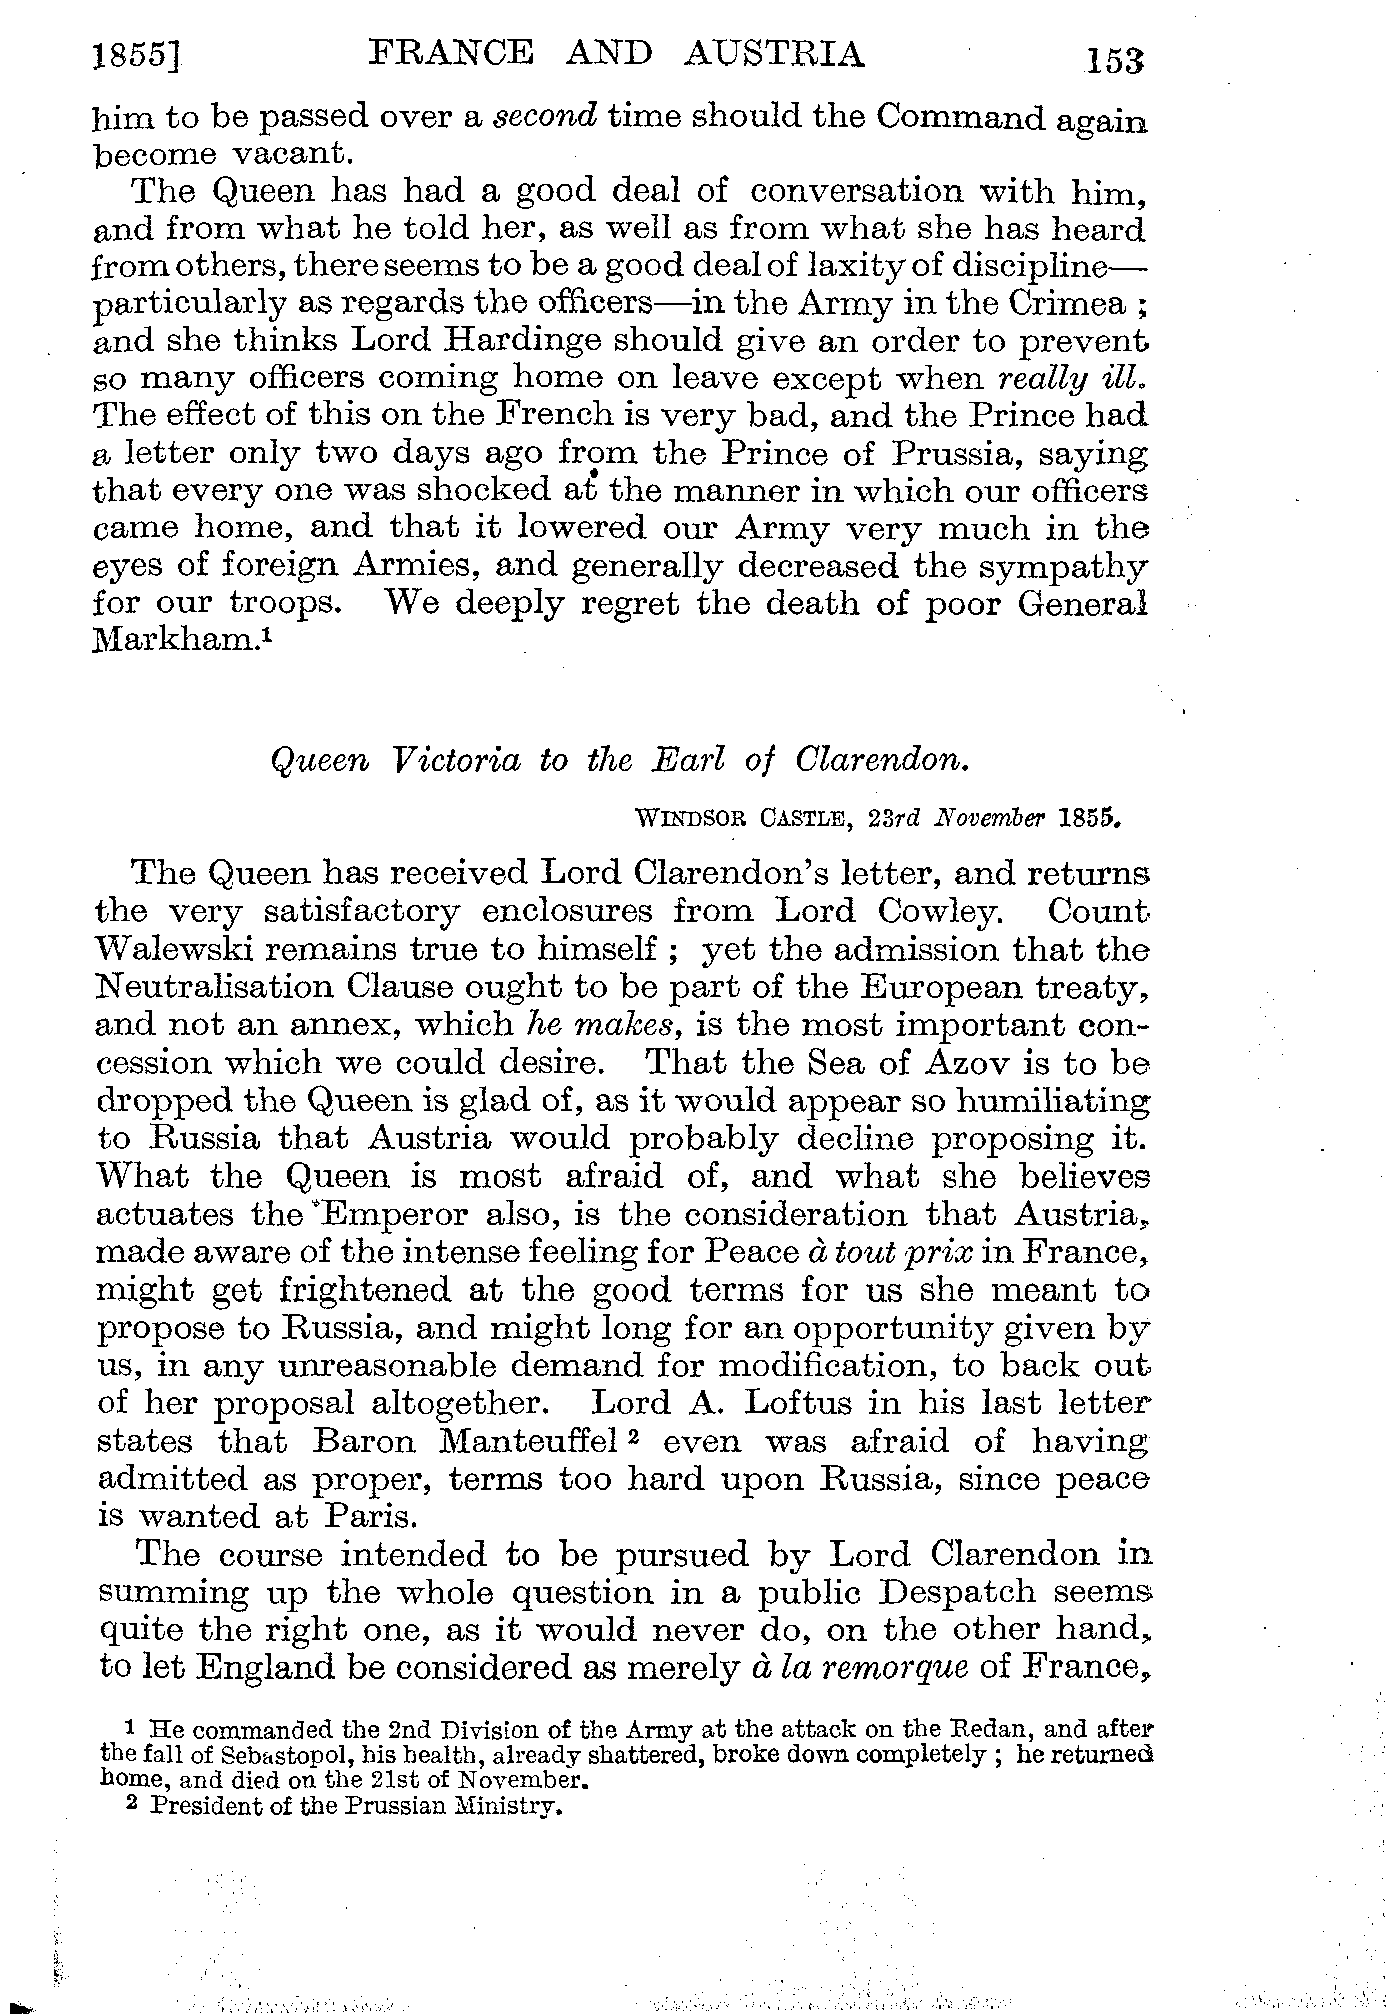 1855] FRANCE AND AUSTRIA 153
him to be passed over a second time should the Command again
become vacant.
The Queen has had a good deal of conversation with him,
and from what he told her, as well as from what she has heard
from others, there seems to be a good deal of laxity of discipline—
particularly as regards the officers—in the Army in the Crimea ;
and she thinks Lord Hardinge should give an order to prevent
so many officers coming home on leave except when really ill.
The effect of this on the French is very bad, and the Prince had
a letter only two days ago from the Prince of Prussia, saying
that every one was shocked at the manner in which our officers
came home, and that it lowered our Army very much in the
eyes of foreign Armies, and generally decreased the sympathy
for our troops. We deeply regret the death of poor General
Markham.¹
Queen Victoria to the Earl of Clarendon.
WINDSOR CASTLE, 23rd November 1855.
The Queen has received Lord Clarendon's letter, and returns
the very satisfactory enclosures from Lord Cowley. Count
Walewski remains true to himself ; yet the admission that the
Neutralisation Clause ought to be part of the European treaty,
and not an annex, which he makes, is the most important con-
cession which we could desire. That the Sea of Azov is to be
dropped the Queen is glad of, as it would appear so humiliating
to Russia that Austria would probably decline proposing it.
What the Queen is most afraid of, and what she believes
actuates the Emperor also, is the consideration that Austria,
made aware of the intense feeling for Peace à tout prix in France,
might get frightened at the good terms for us she meant to
propose to Russia, and might long for an opportunity given by
us, in any unreasonable demand for modification, to back out
of her proposal altogether. Lord A. Loftus in his last letter
states that Baron Manteuffel ² even was afraid of having
admitted as proper, terms too hard upon Russia, since peace
is wanted at Paris.
The course intended to be pursued by Lord Clarendon in
summing up the whole question in a public Despatch seems
quite the right one, as it would never do, on the other hand,
to let England be considered as merely à la remorque of France,
1 He commanded the 2nd Division of the Army at the attack on the Redan, and after
the fall of Sebastopol, his health, already shattered, broke down completely ; he returned
home, and died on the 21st of November.
2 President of the Prussian Ministry.